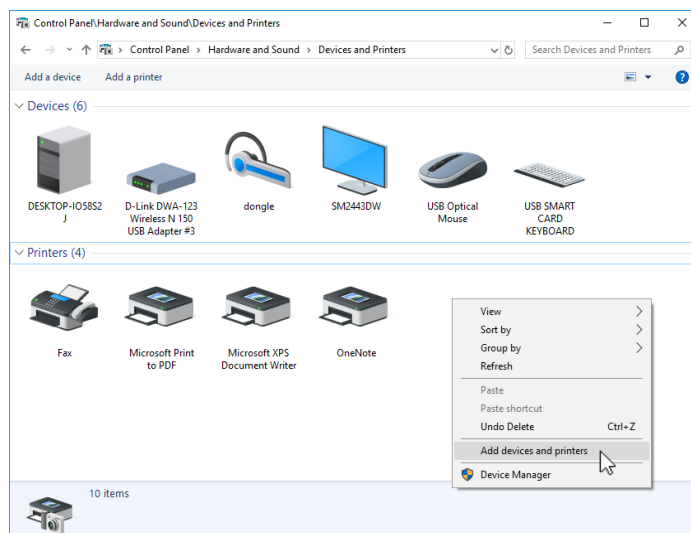 Control Panel\Hardware and Sound\Devices and Printers
Control Panel > Hardware and Sound > Devices and Printers
Search Devices and Printers
Add a device Add a printer
Devices (6)
DESKTOP-IO58S2
J
D-Link DWA-123
Wireless N 150
USB Adapter #3
dongle
SM2443DW
USB Optical
Mouse
USB SMART
CARD
KEYBOARD
Printers (4)
Fax
Microsoft Print
to PDF
Microsoft XPS
Document Writer
OneNote
View
Sort by
Group by
Refresh
Paste
Paste shortcut
Undo Delete Ctrl+Z
Add devices and printers
Device Manager
10 items